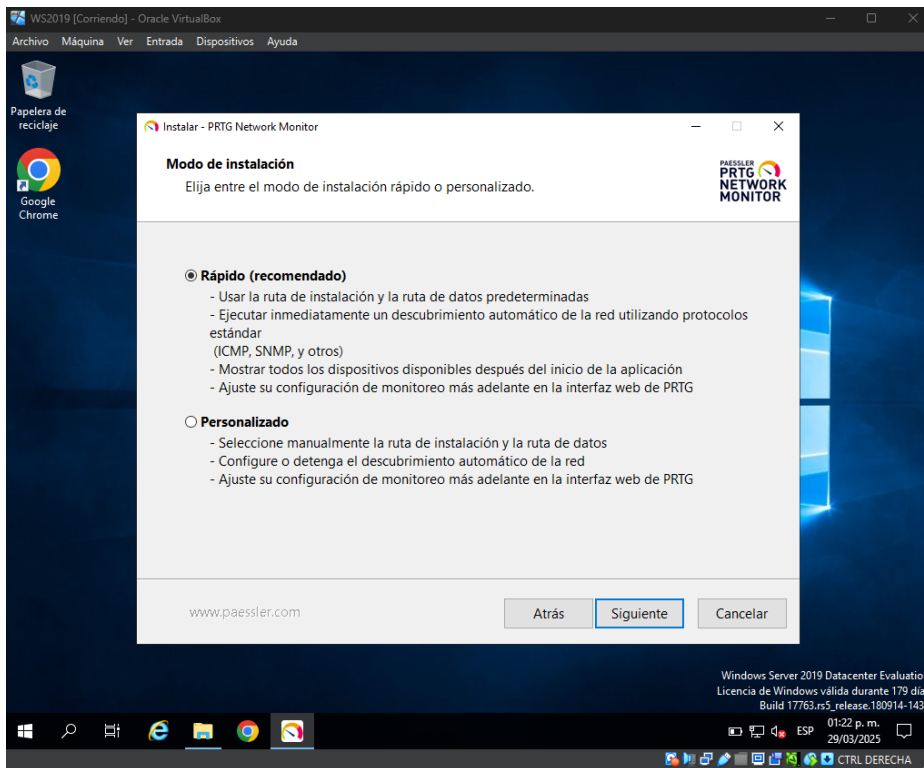 WS2019 [Corriendo] - Oracle VirtualBox
Archivo Máquina Ver Entrada Dispositivos Ayuda
Papelera de
reciclaje
Google
Chrome
Instalar - PRTG Network Monitor
Modo de instalación
Elija entre el modo de instalación rápido o personalizado.
PAESSLER
PRTG
NETWORK
MONITOR
Rápido (recomendado)
- Usar la ruta de instalación y la ruta de datos predeterminadas
- Ejecutar inmediatamente un descubrimiento automático de la red utilizando protocolos
estándar
(ICMP, SNMP, y otros)
- Mostrar todos los dispositivos disponibles después del inicio de la aplicación
- Ajuste su configuración de monitoreo más adelante en la interfaz web de PRTG
Personalizado
- Seleccione manualmente la ruta de instalación y la ruta de datos
- Configure o detenga el descubrimiento automático de la red
- Ajuste su configuración de monitoreo más adelante en la interfaz web de PRTG
www.paessler.com
Atrás
Siguiente
Cancelar
Windows Server 2019 Datacenter Evaluatio
Licencia de Windows válida durante 179 día
Build 17763.rs5_release.180914-143
ESP
01:22 p. m.
29/03/2025
CTRL DERECHA